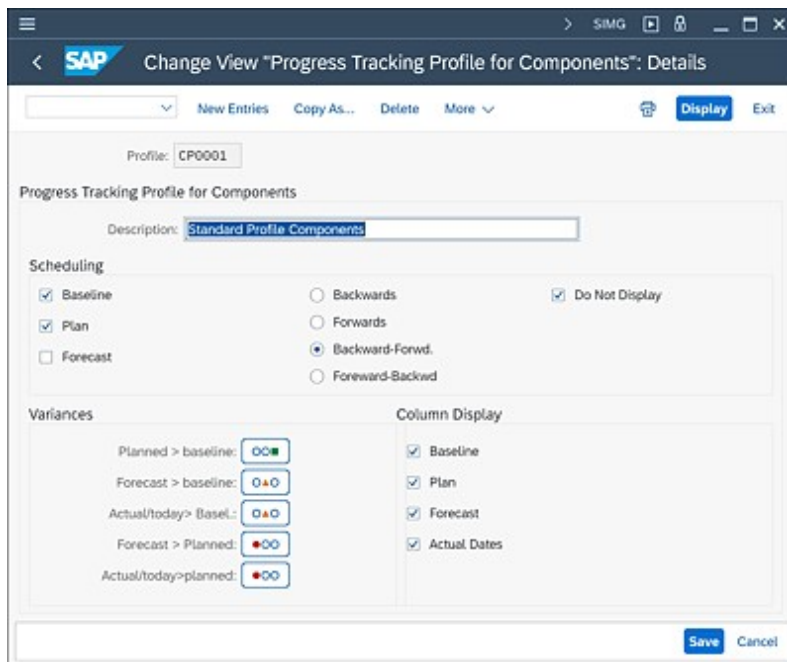 SIMG
SAP Change View "Progress Tracking Profile for Components": Details
New Entries Copy As... Delete More Display Exit
Profile: CP0001
Progress Tracking Profile for Components
Description: Standard Profile Components
Scheduling
Baseline Backwards Do Not Display
Plan Forwards
Backward-Forwd.
Forecast
Foreward-Backwd
Variances Column Display
Planned > baseline: Baseline
Forecast > baseline: Plan
Actual/today> Basel.: Forecast
Forecast > Planned: Actual Dates
Actual/today>planned:
Save Cancel